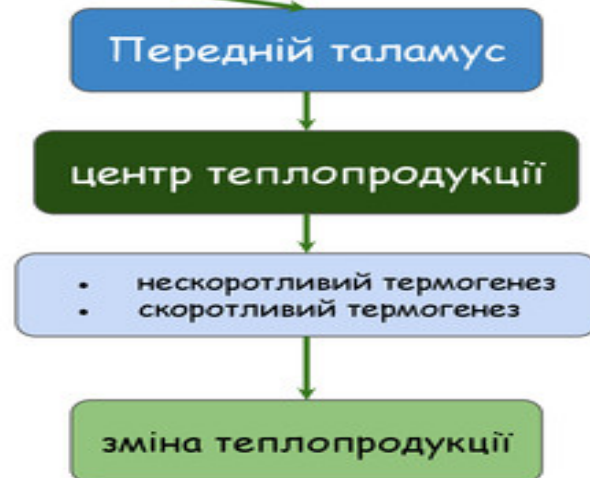 Передній таламус
центр теплопродукції
• нескоротливий термогенез
• скоротливий термогенез
зміна теплопродукції